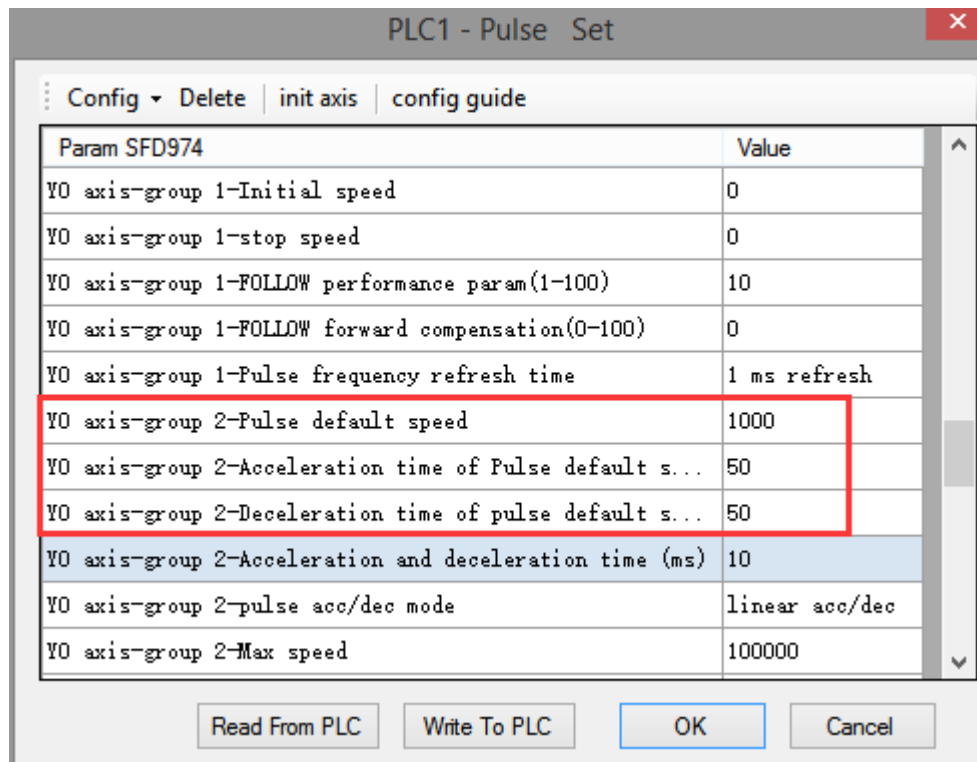 PLC1 - Pulse Set
Config Delete init axis config guide
Param SFD974 Value
Y0 axis-group 1-Initial speed 0
Y0 axis-group 1-stop speed 0
Y0 axis-group 1-FOLLOW performance param(1-100) 10
Y0 axis-group 1-FOLLOW forward compensation(0-100) 0
Y0 axis-group 1-Pulse frequency refresh time 1 ms refresh
Y0 axis-group 2-Pulse default speed 1000
Y0 axis-group 2-Acceleration time of Pulse default s... 50
Y0 axis-group 2-Deceleration time of pulse default s... 50
Y0 axis-group 2-Acceleration and deceleration time (ms) 10
Y0 axis-group 2-pulse acc/dec mode linear acc/dec
Y0 axis-group 2-Max speed 100000
Read From PLC Write To PLC OK Cancel